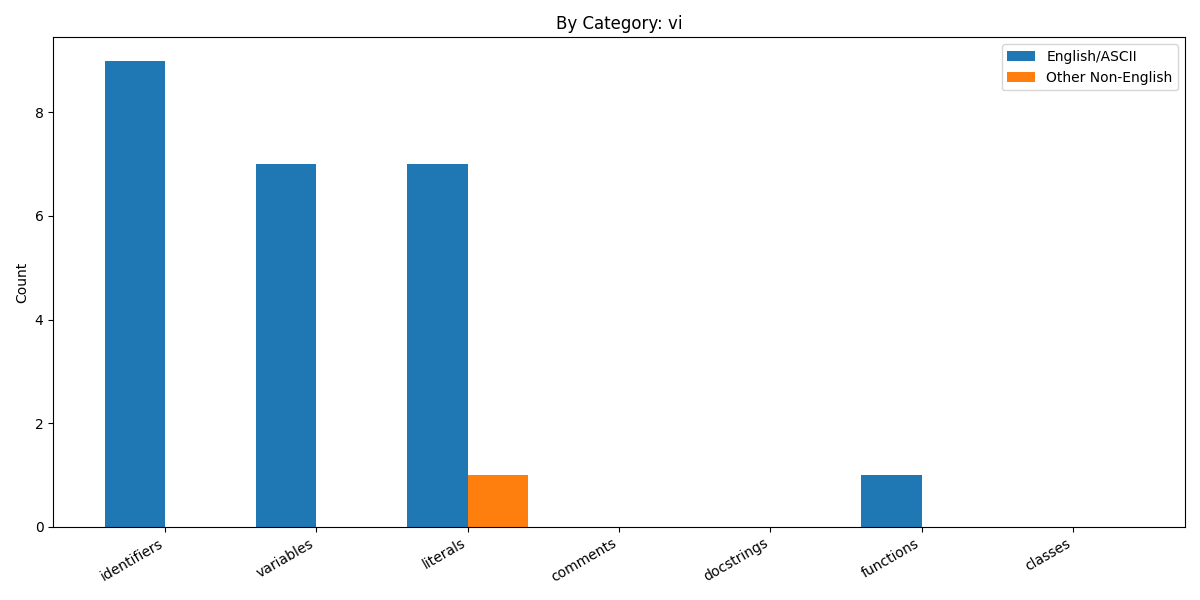 By Category: vi
English/ASCII
Other Non-English
Count
8
6
4
2
0
identifiers
variables
literals
comments
docstrings
functions
classes